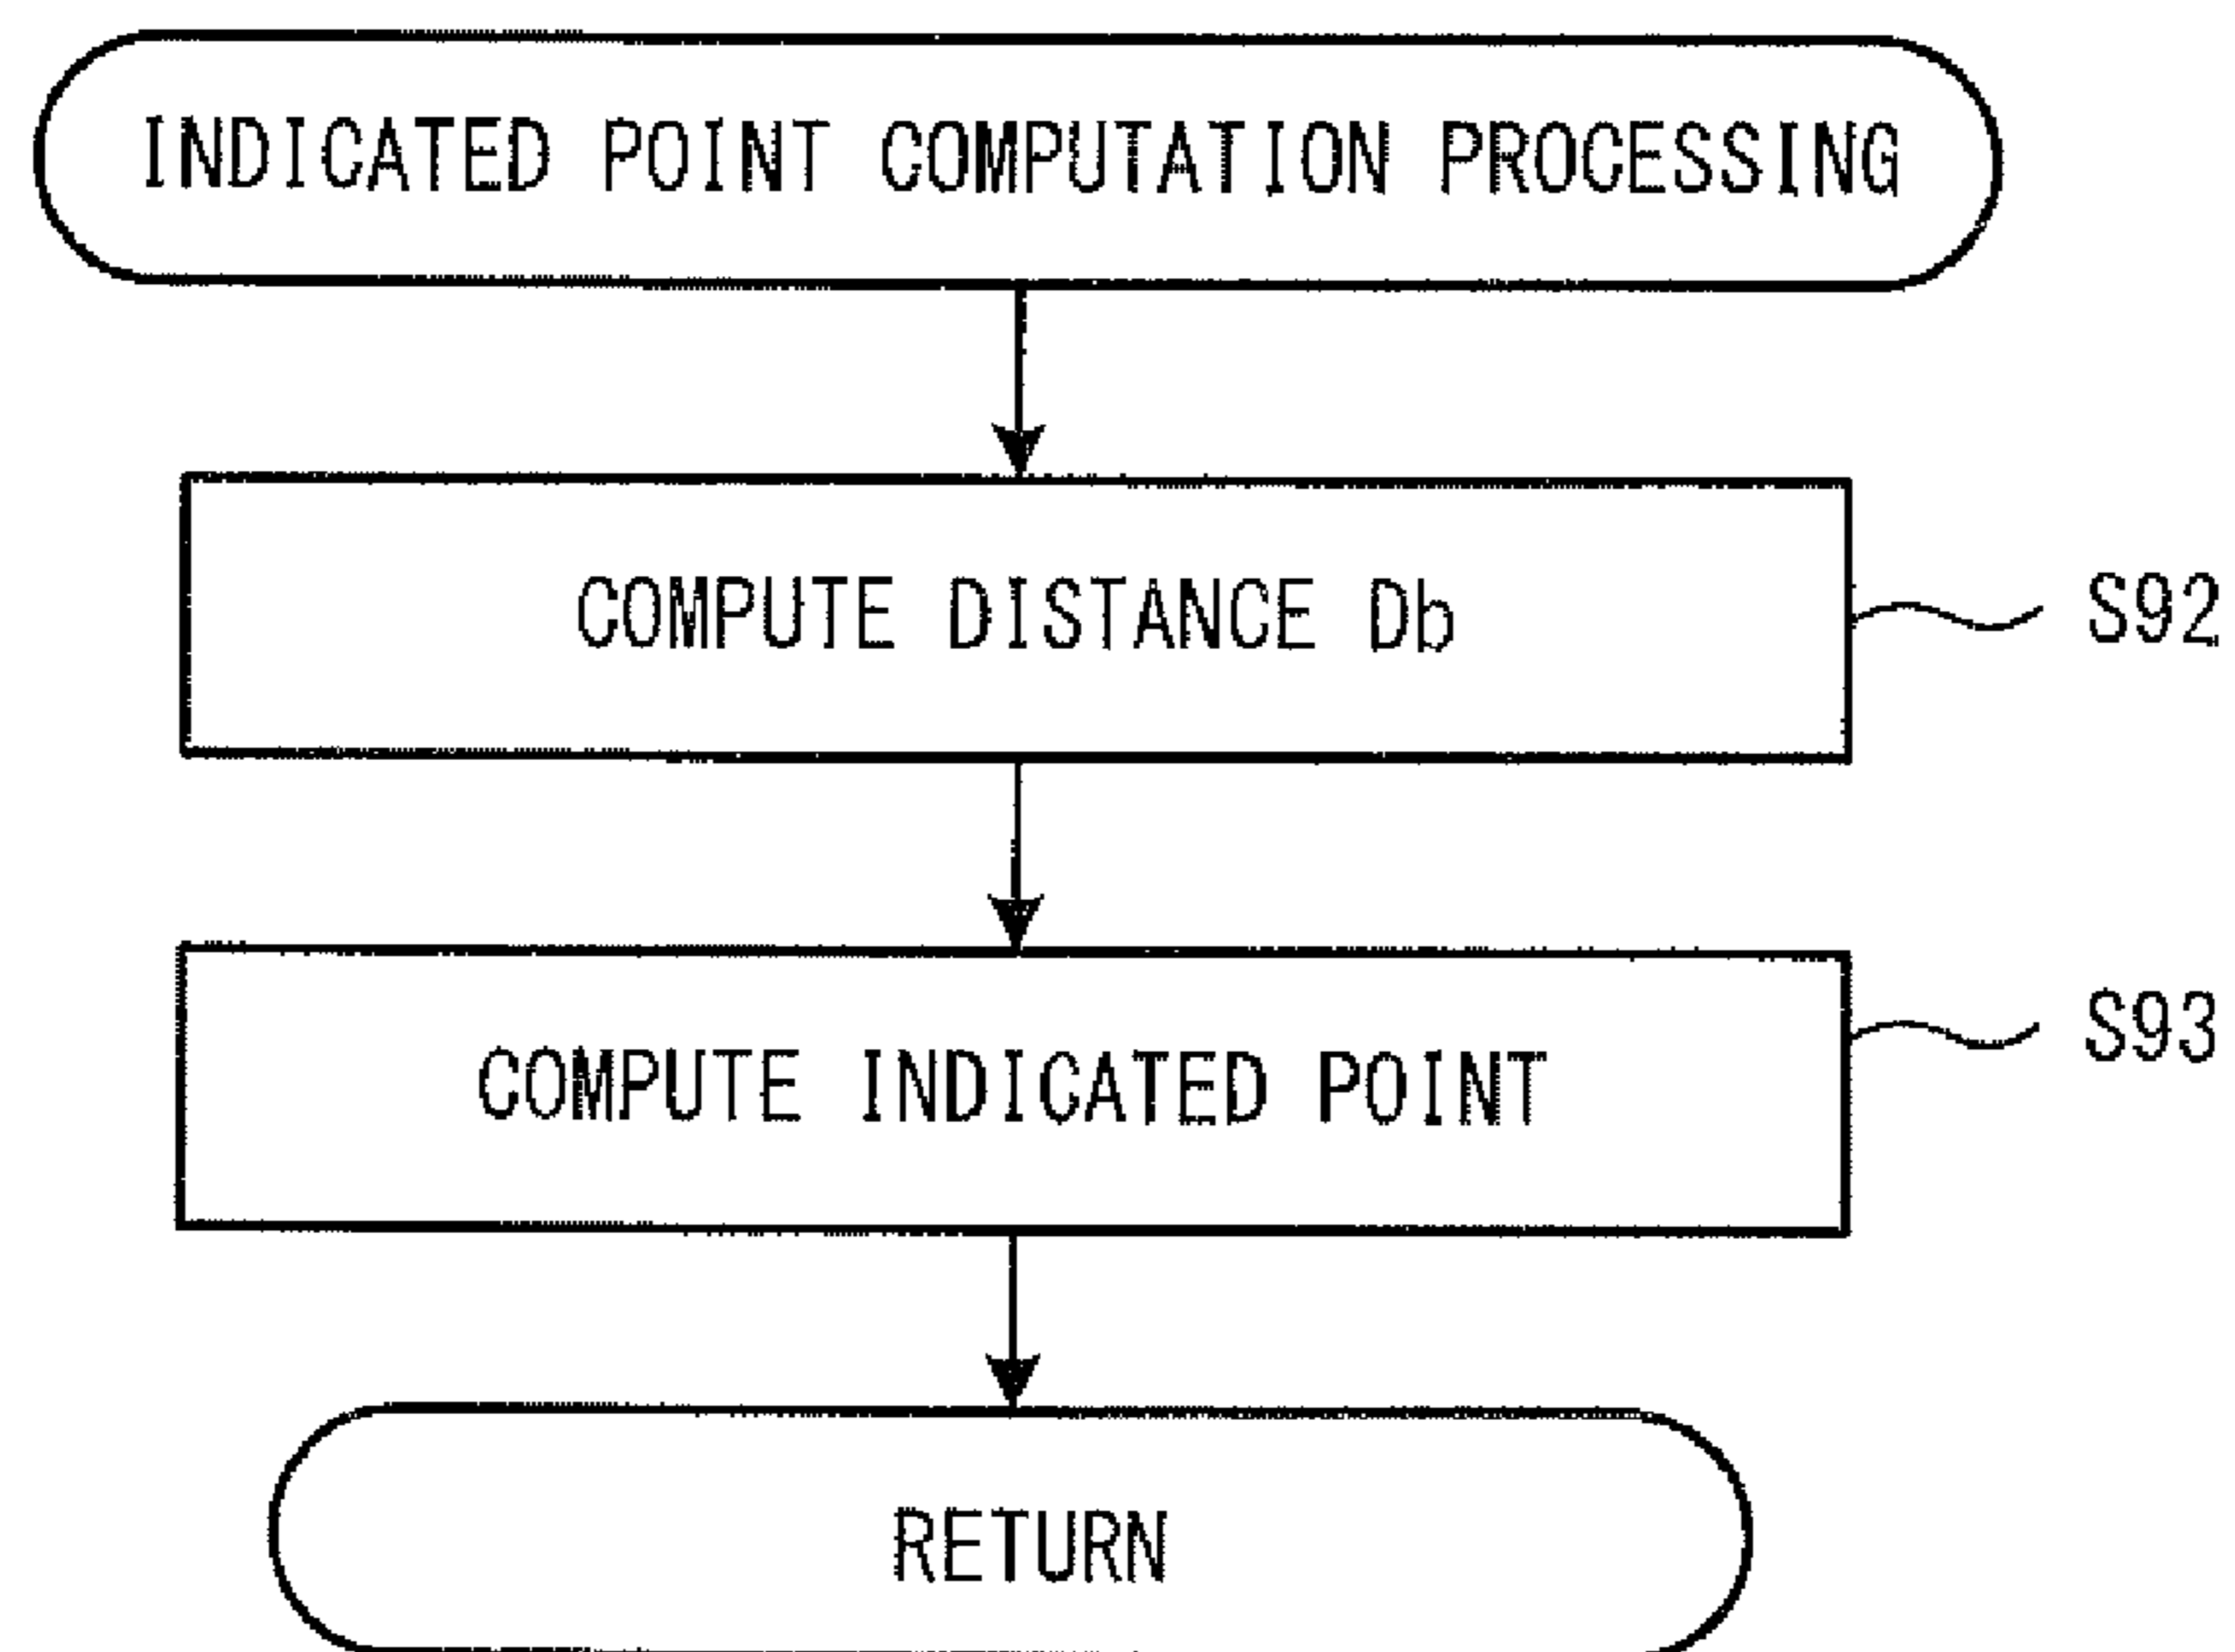 INDICATED POINT COMPUTATION PROCESSING
COMPUTE DISTANCE Db
S92
COMPUTE INDICATED POINT
S93
RETURN